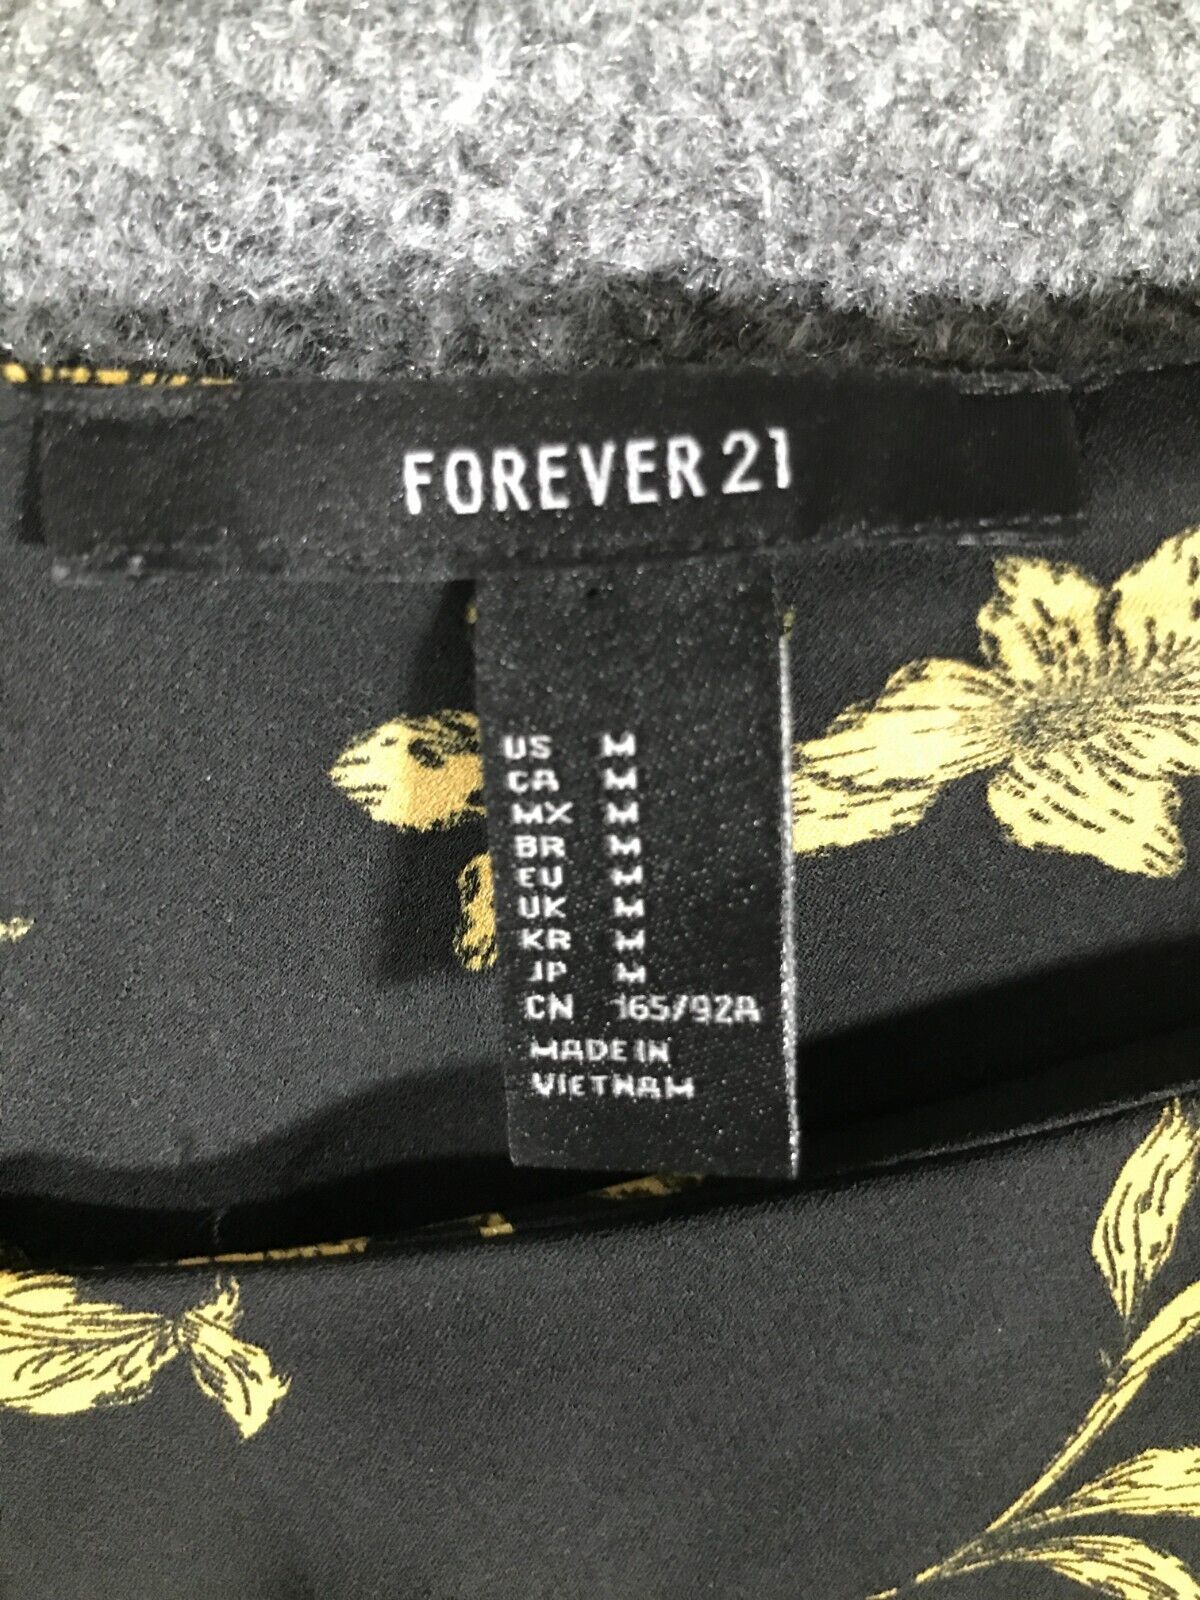 FOREVER 21
US M
CA M
MX M
BR M
EU M
UK M
KR M
JP M
CN 165/92A
MADE IN
VIETNAM